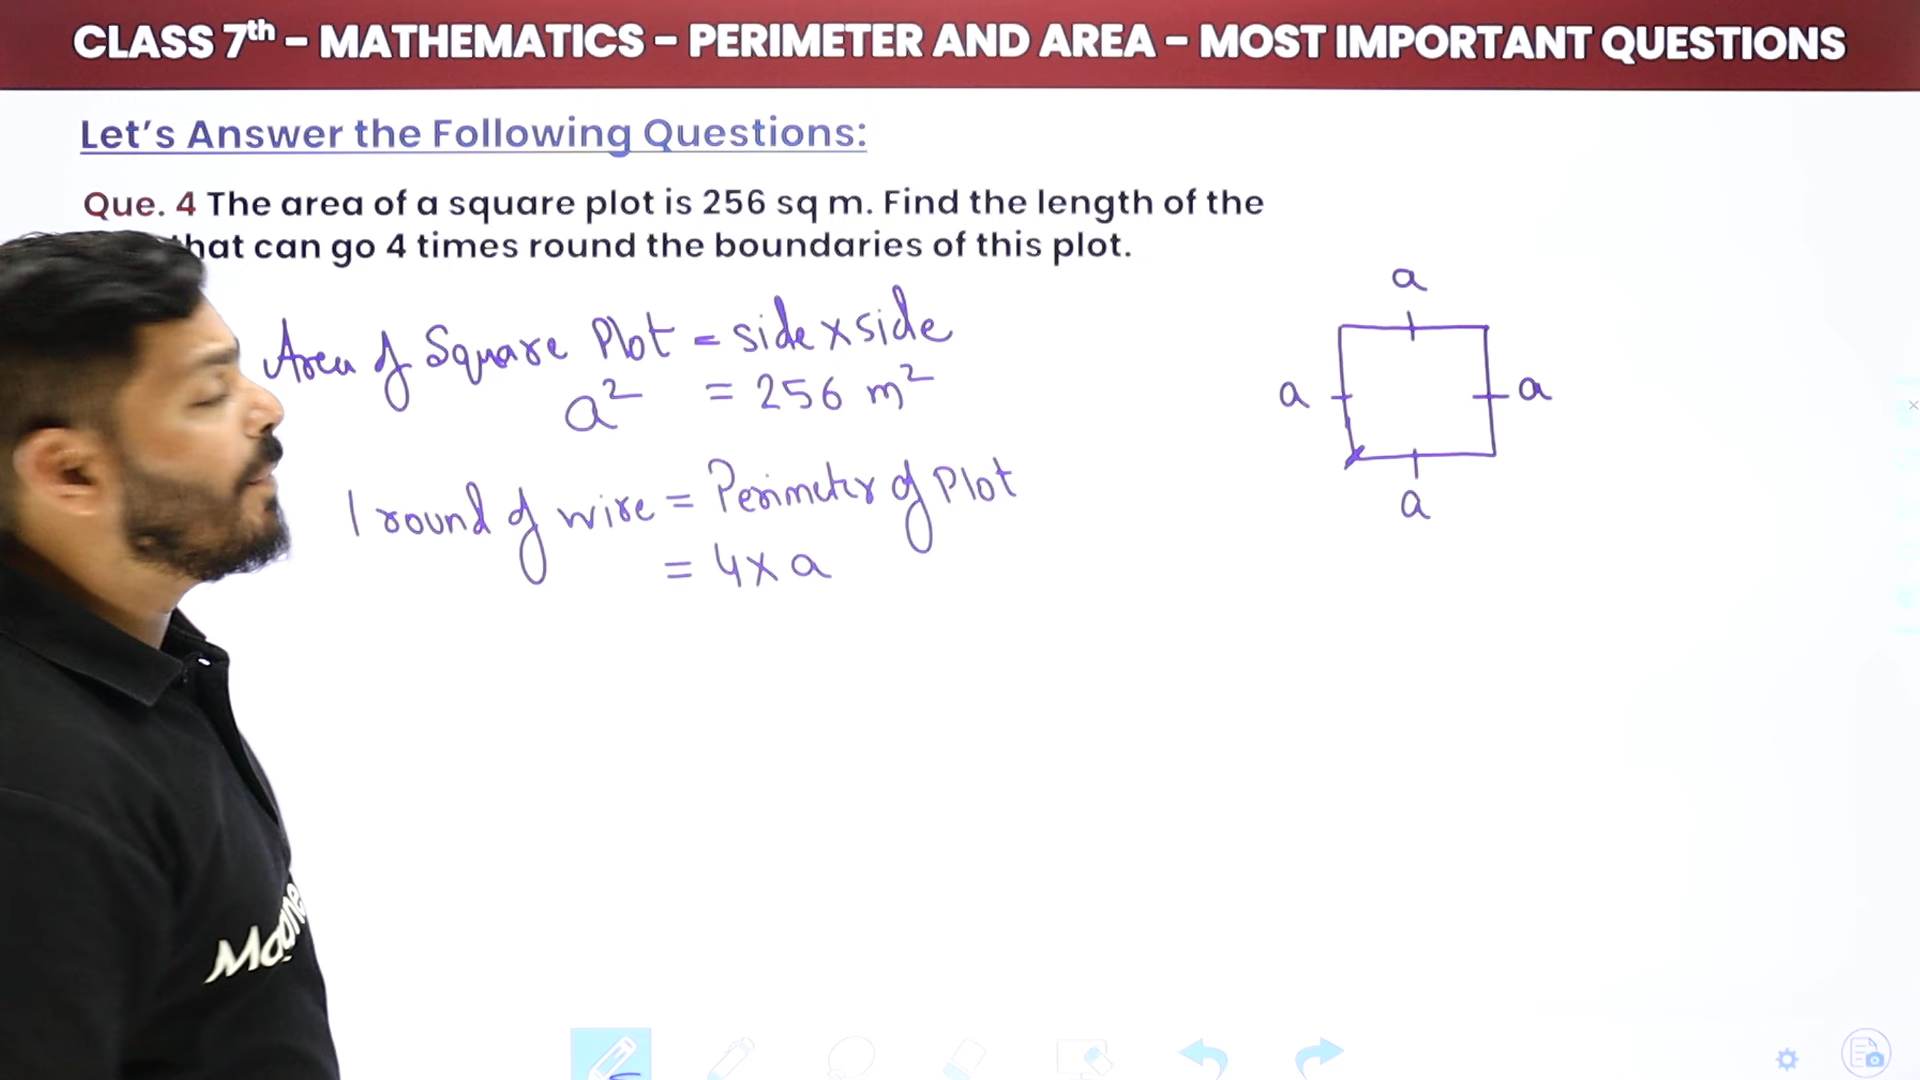 CLASS 7th – MATHEMATICS – PERIMETER AND AREA – MOST IMPORTANT QUESTIONS
Let's Answer the Following Questions:
Que. 4 The area of a square plot is 256 sq m. Find the length of the
that can go 4 times round the boundaries of this plot.
Area of Square Plot = side × side
a² = 256 m²
1 round of wire = Perimeter of Plot
= 4 × a
a
a
a
a